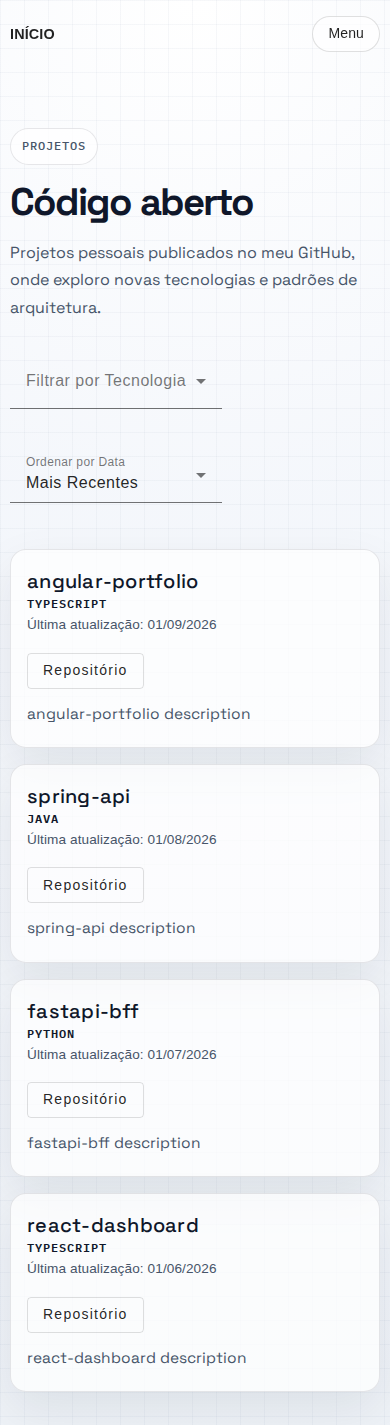 INÍCIO
Menu
PROJETOS
Código aberto
Projetos pessoais publicados no meu GitHub,
onde exploro novas tecnologias e padrões de
arquitetura.
Filtrar por Tecnologia
Ordenar por Data
Mais Recentes
angular-portfolio
TYPESCRIPT
Última atualização: 01/09/2026
Repositório
angular-portfolio description
spring-api
JAVA
Última atualização: 01/08/2026
Repositório
spring-api description
fastapi-bff
PYTHON
Última atualização: 01/07/2026
Repositório
fastapi-bff description
react-dashboard
TYPESCRIPT
Última atualização: 01/06/2026
Repositório
react-dashboard description